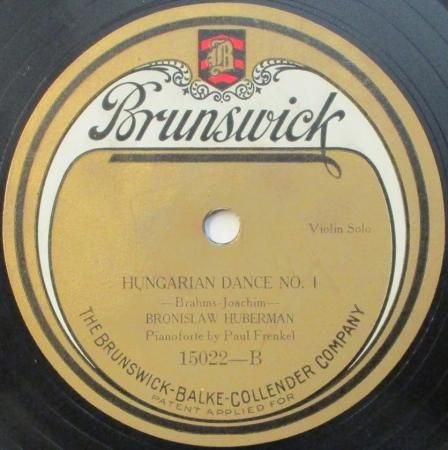 B
Brunswick
Violin Solo
HUNGARIAN DANCE NO. 1
—Brahms-Joachim—
BRONISLAW HUBERMAN
Pianoforte by Paul Frenkel
15022—B
THE BRUNSWICK-BALKE-COLLENDER COMPANY
PATENT APPLIED FOR